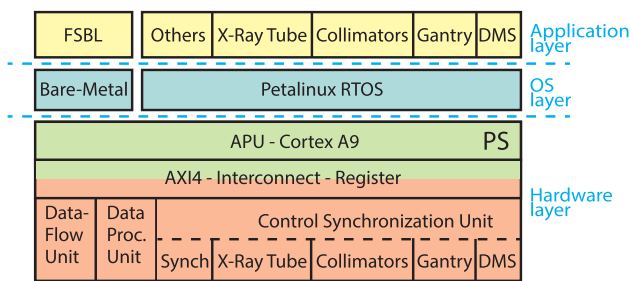 FSBL
Others X-Ray Tube Collimators Gantry DMS
Application
layer
Bare-Metal
Petalinux RTOS
OS
layer
APU - Cortex A9
PS
AXI4 - Interconnect - Register
Hardware
layer
Data-
Flow
Unit
Data
Proc.
Unit
Control Synchronization Unit
Synch X-Ray Tube Collimators Gantry DMS